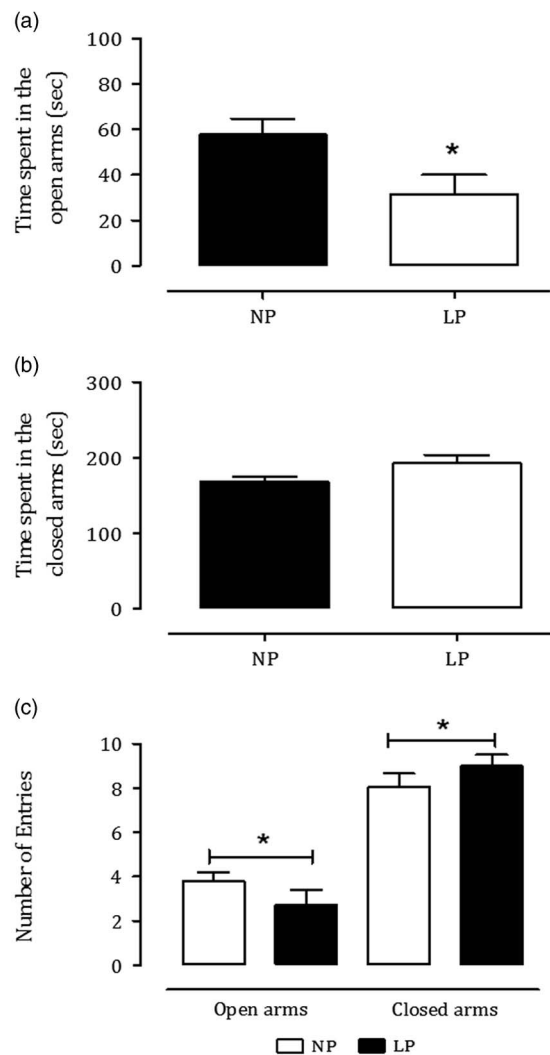 (a)
Time spent in the
open arms (sec)
100
80
60
40
20
0
*
NP
LP
(b)
Time spent in the
closed arms (sec)
300
200
100
0
NP
LP
(c)
Number of Entries
10
8
6
4
2
0
*
*
Open arms
Closed arms
NP
LP